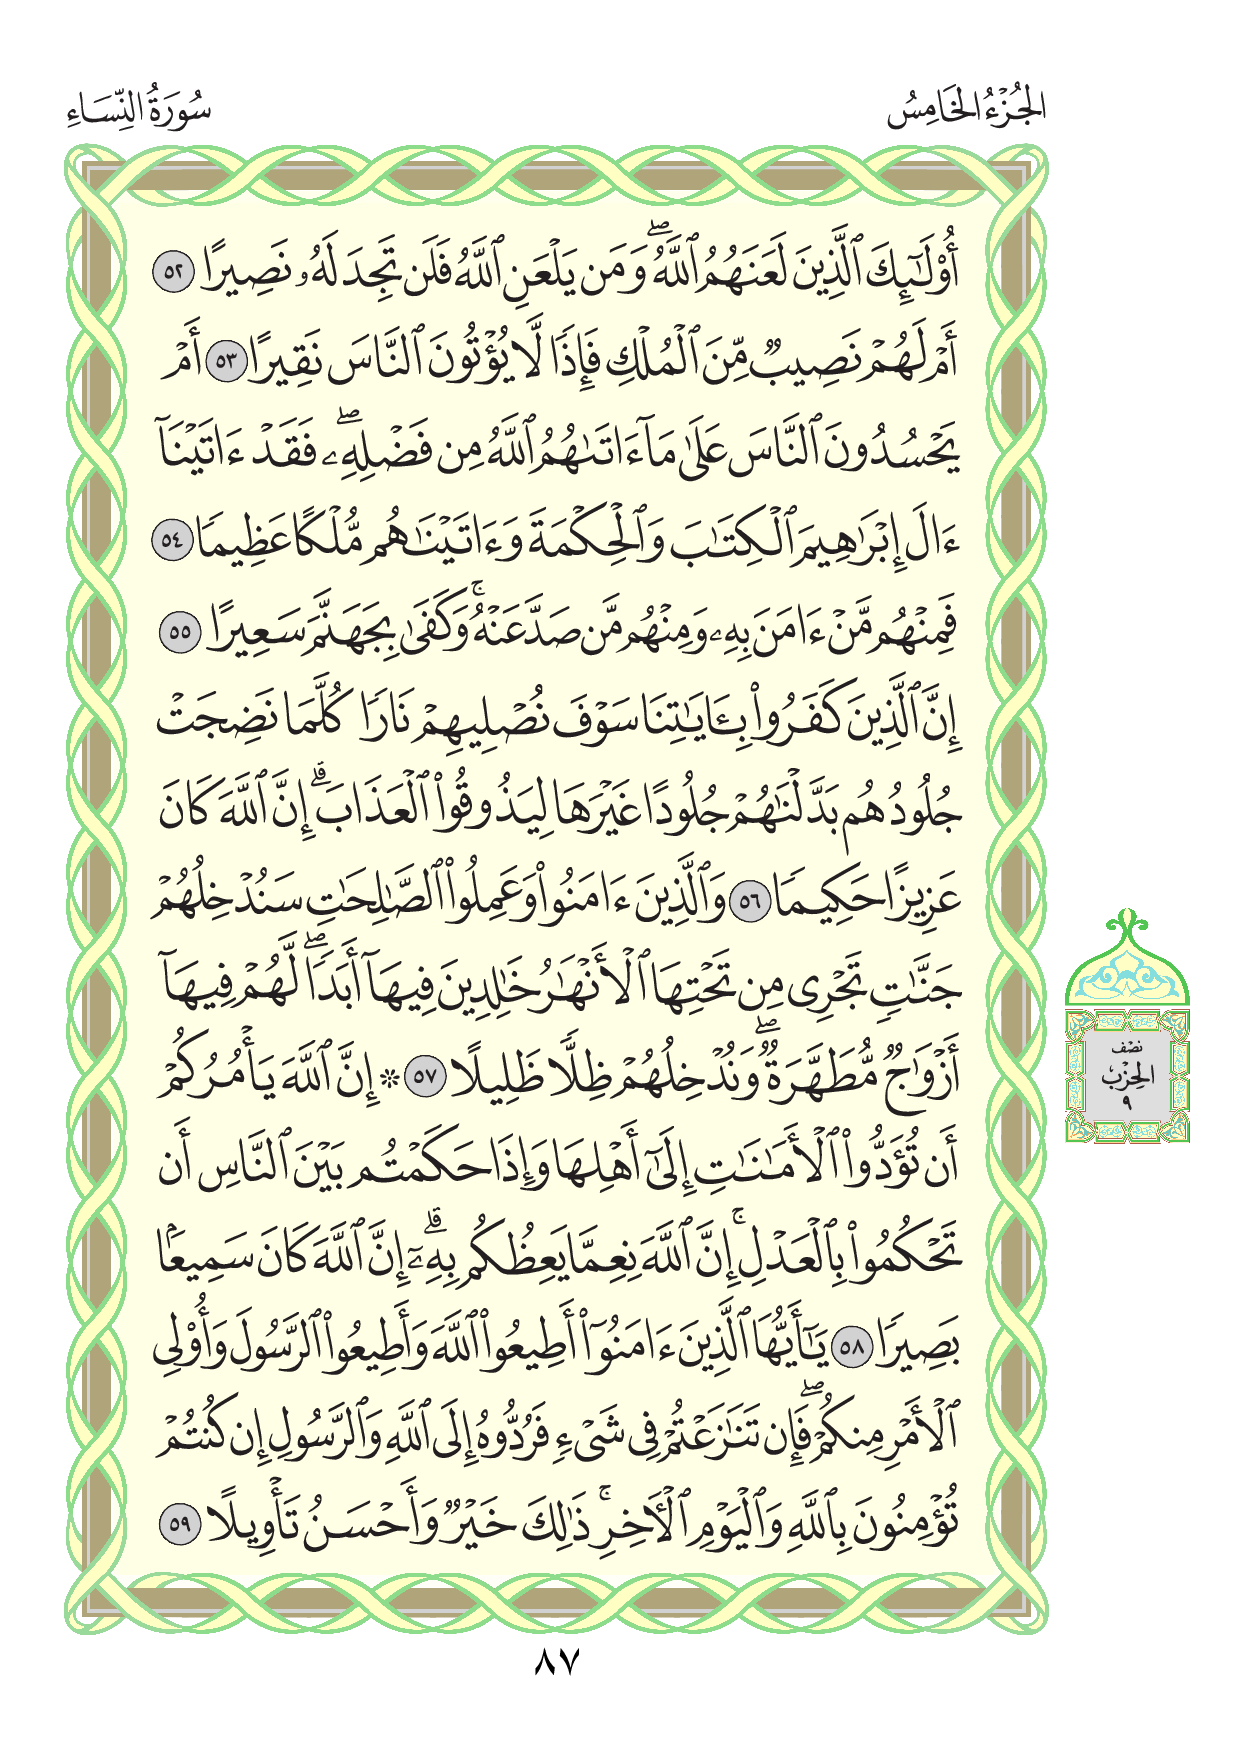 الجُزْءُ الخَامِسُ
سُورَةُ النِّسَاءِ
أُوْلَٰٓئِكَ ٱلَّذِينَ لَعَنَهُمُ ٱللَّهُۖ وَمَن يَلْعَنِ ٱللَّهُ فَلَن تَجِدَ لَهُۥ نَصِيرًا ٥٢
أَمْ لَهُمْ نَصِيبٞ مِّنَ ٱلْمُلْكِ فَإِذٗا لَّا يُؤْتُونَ ٱلنَّاسَ نَقِيرًا ٥٣ أَمْ
يَحْسُدُونَ ٱلنَّاسَ عَلَىٰ مَآ ءَاتَىٰهُمُ ٱللَّهُ مِن فَضْلِهِۦۖ فَقَدْ ءَاتَيْنَآ
ءَالَ إِبْرَٰهِيمَ ٱلْكِتَٰبَ وَٱلْحِكْمَةَ وَءَاتَيْنَٰهُم مُّلْكًا عَظِيمٗا ٥٤
فَمِنْهُم مَّنْ ءَامَنَ بِهِۦ وَمِنْهُم مَّن صَدَّ عَنْهُۚ وَكَفَىٰ بِجَهَنَّمَ سَعِيرًا ٥٥
إِنَّ ٱلَّذِينَ كَفَرُواْ بِـَٔايَٰتِنَا سَوْفَ نُصْلِيهِمْ نَارٗا كُلَّمَا نَضِجَتْ
جُلُودُهُم بَدَّلْنَٰهُمْ جُلُودًا غَيْرَهَا لِيَذُوقُواْ ٱلْعَذَابَۗ إِنَّ ٱللَّهَ كَانَ
عَزِيزًا حَكِيمٗا ٥٦ وَٱلَّذِينَ ءَامَنُواْ وَعَمِلُواْ ٱلصَّٰلِحَٰتِ سَنُدْخِلُهُمْ
جَنَّٰتٖ تَجْرِي مِن تَحْتِهَا ٱلْأَنْهَٰرُ خَٰلِدِينَ فِيهَآ أَبَدٗاۖ لَّهُمْ فِيهَآ
أَزْوَٰجٞ مُّطَهَّرَةٞۖ وَنُدْخِلُهُمْ ظِلّٗا ظَلِيلًا ٥٧ ۞ إِنَّ ٱللَّهَ يَأْمُرُكُمْ
أَن تُؤَدُّواْ ٱلْأَمَٰنَٰتِ إِلَىٰٓ أَهْلِهَا وَإِذَا حَكَمْتُم بَيْنَ ٱلنَّاسِ أَن
تَحْكُمُواْ بِٱلْعَدْلِۚ إِنَّ ٱللَّهَ نِعِمَّا يَعِظُكُم بِهِۦٓۗ إِنَّ ٱللَّهَ كَانَ سَمِيعَۢا
بَصِيرٗا ٥٨ يَٰٓأَيُّهَا ٱلَّذِينَ ءَامَنُوٓاْ أَطِيعُواْ ٱللَّهَ وَأَطِيعُواْ ٱلرَّسُولَ وَأُوْلِي
ٱلْأَمْرِ مِنكُمْۖ فَإِن تَنَٰزَعْتُمْ فِي شَيْءٖ فَرُدُّوهُ إِلَى ٱللَّهِ وَٱلرَّسُولِ إِن كُنتُمْ
تُؤْمِنُونَ بِٱللَّهِ وَٱلْيَوْمِ ٱلْأٓخِرِۚ ذَٰلِكَ خَيْرٞ وَأَحْسَنُ تَأْوِيلًا ٥٩
نصف
الحزب
٩
٨٧